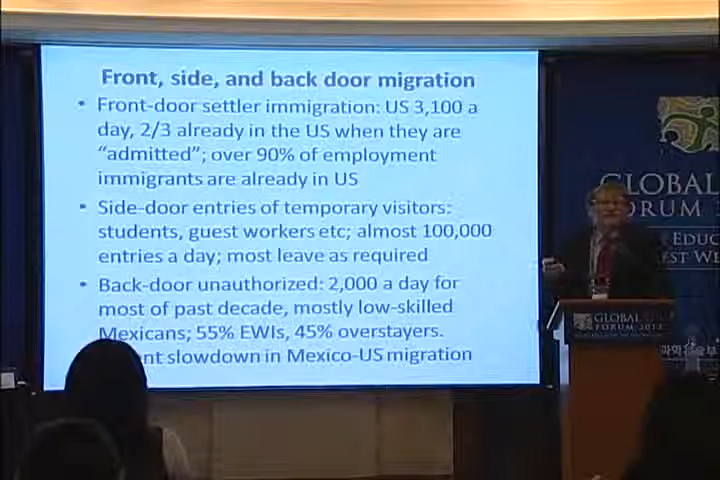 Front, side, and back door migration
• Front-door settler immigration: US 3,100 a
day, 2/3 already in the US when they are
“admitted”; over 90% of employment
immigrants are already in US
• Side-door entries of temporary visitors:
students, guest workers etc; almost 100,000
entries a day; most leave as required
• Back-door unauthorized: 2,000 a day for
most of past decade, mostly low-skilled
Mexicans; 55% EWIs, 45% overstayers.
slowdown in Mexico-US migration
GLOBAL
FORUM
EDUC
GLOBAL
FORUM